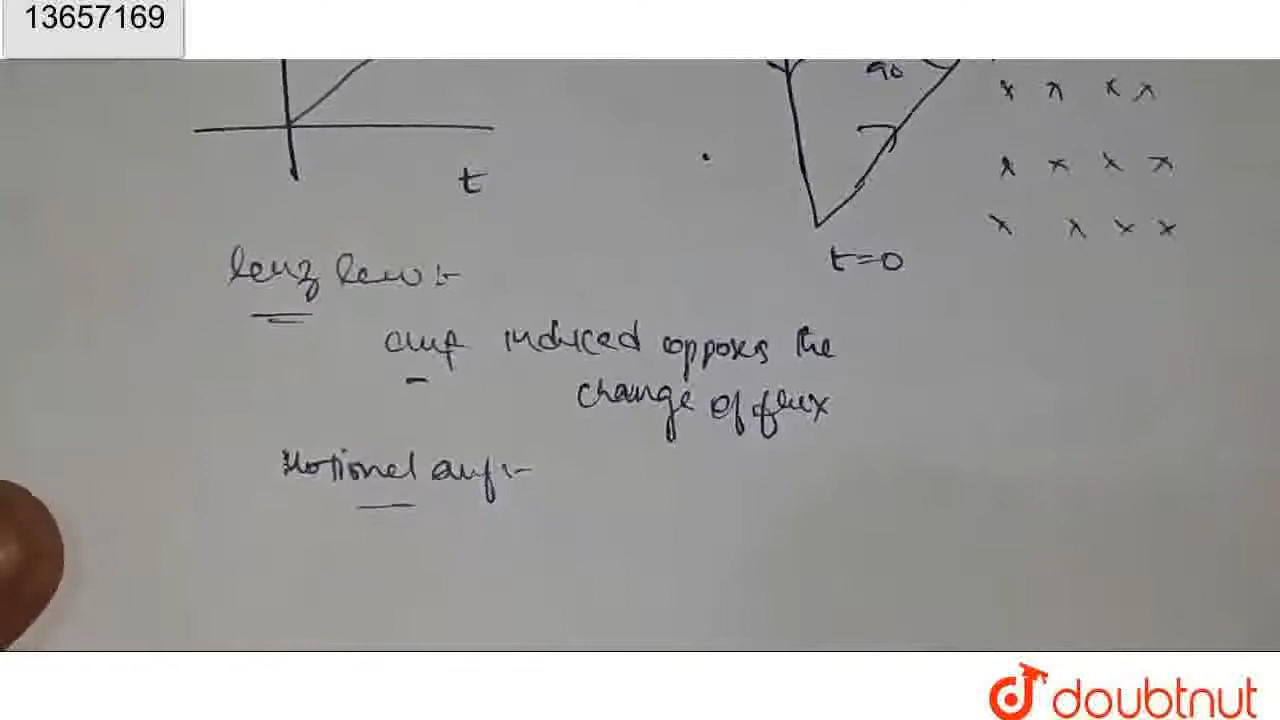 13657169
90
x x x x
t
x x x x
x x x x
t=0
lenz law :-
emf induced opposes the
change of flux
Motional emf :-
doubtnut